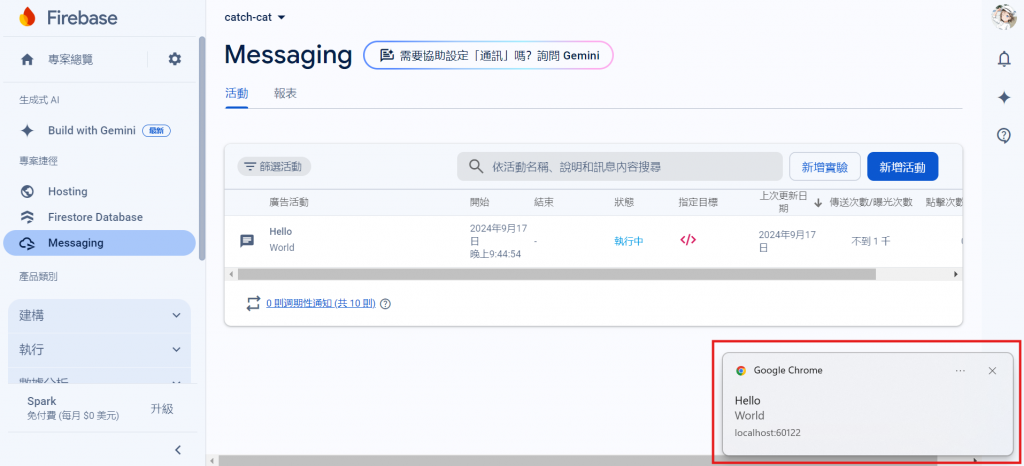 Firebase
專案總覽
生成式 AI
Build with Gemini 最新
專案捷徑
Hosting
Firestore Database
Messaging
產品類別
建構
執行
數據分析
Spark
免付費 (每月 $0 美元)
升級
catch-cat
Messaging
需要協助設定「通訊」嗎? 詢問 Gemini
活動
報表
篩選活動
依活動名稱、說明和訊息內容搜尋
新增實驗
新增活動
廣告活動 開始 結束 狀態 指定目標 上次更新日期 傳送次數/曝光次數 點擊次數
Hello
World
2024年9月17日
晚上9:44:54
-
執行中
2024年9月17日
不到 1 千
0 則週期性通知 (共 10 則)
Google Chrome
Hello
World
localhost:60122